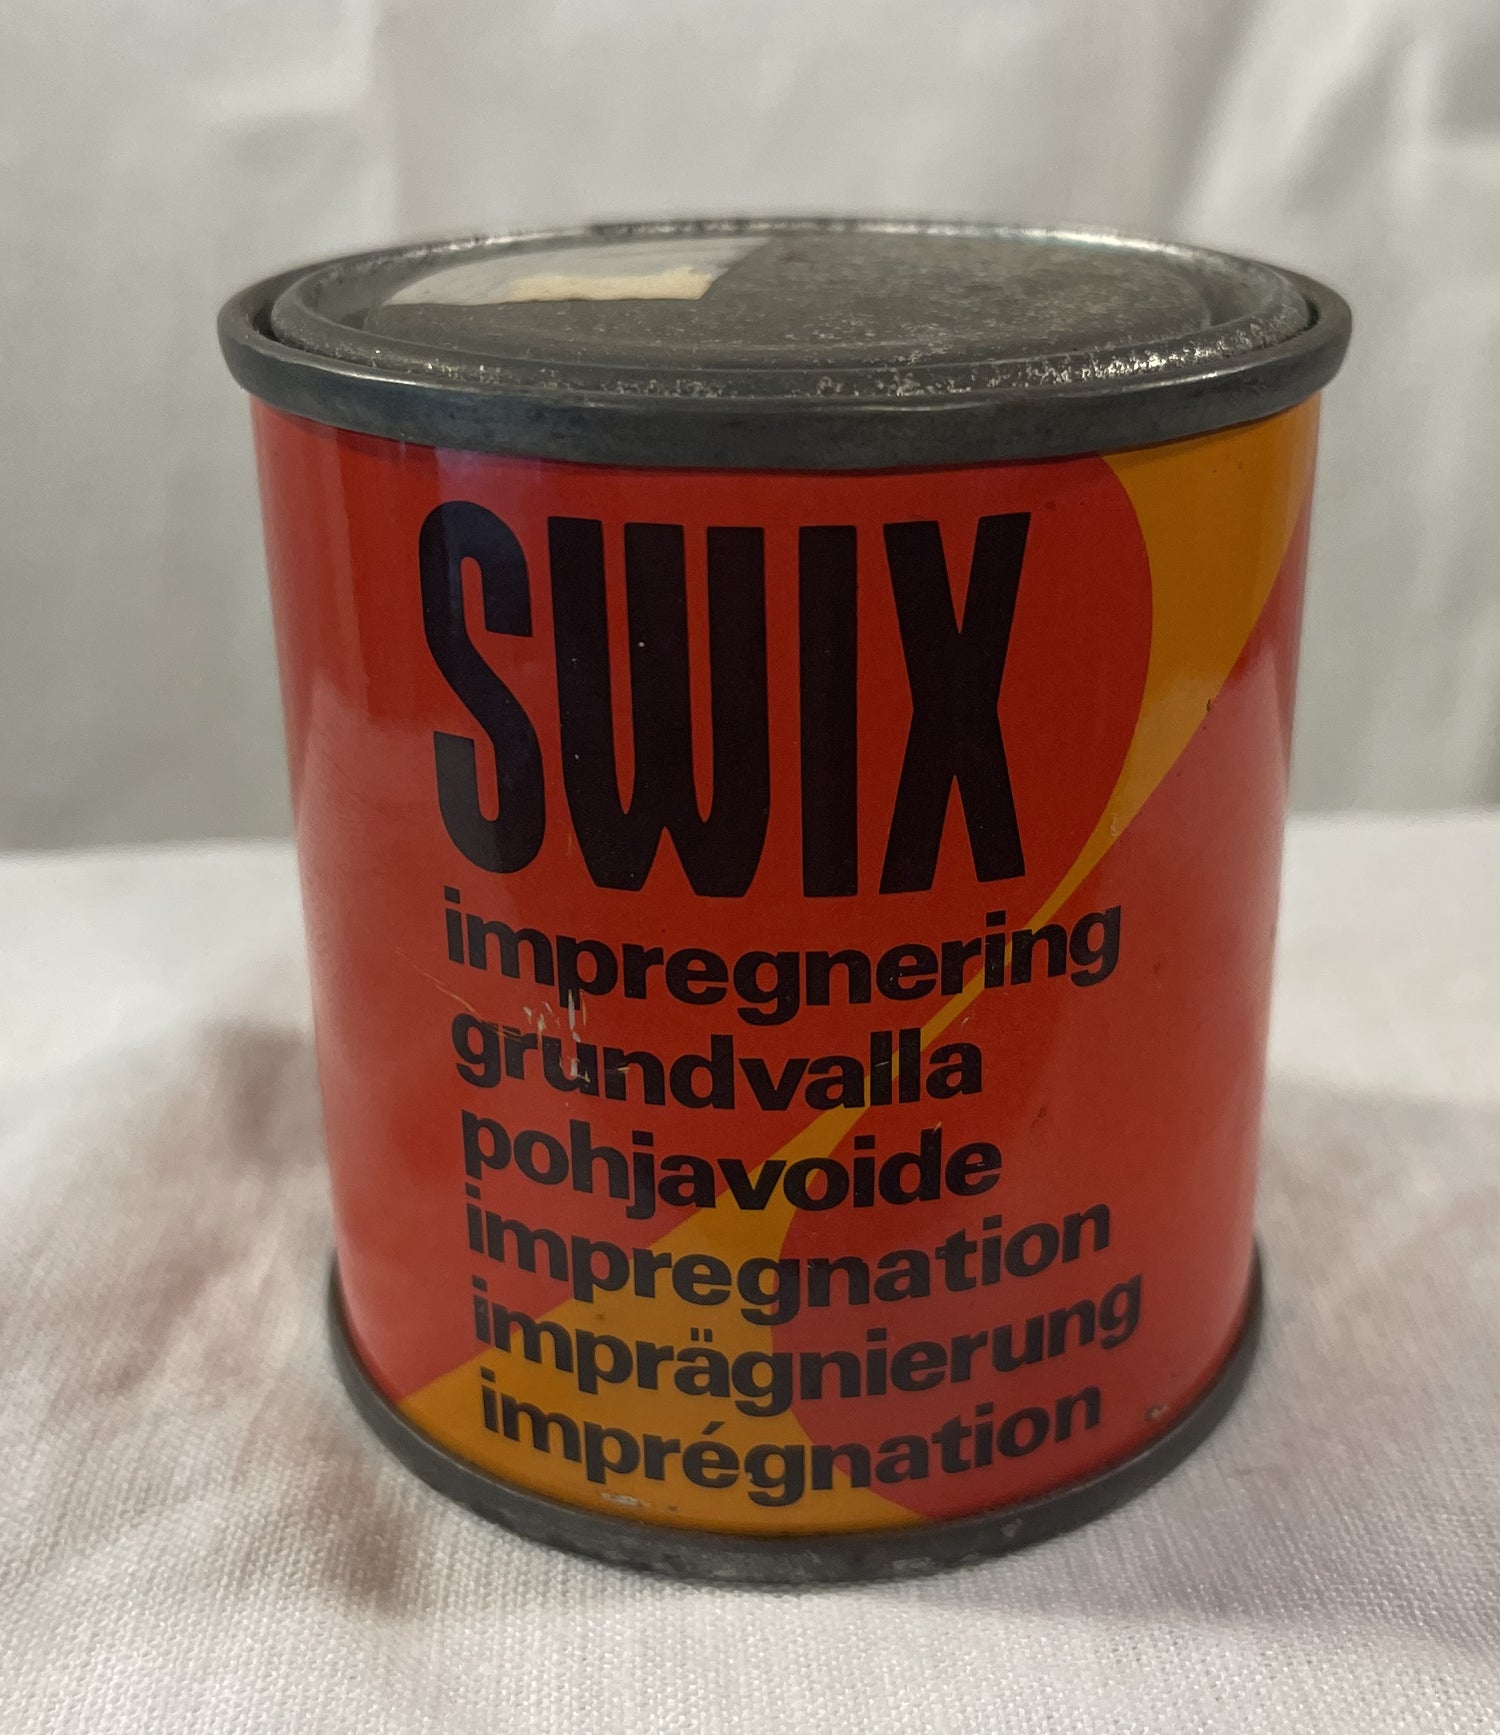 SWIX
impregnering
grundvalla
pohjavoide
impregnation
imprägnierung
imprégnation